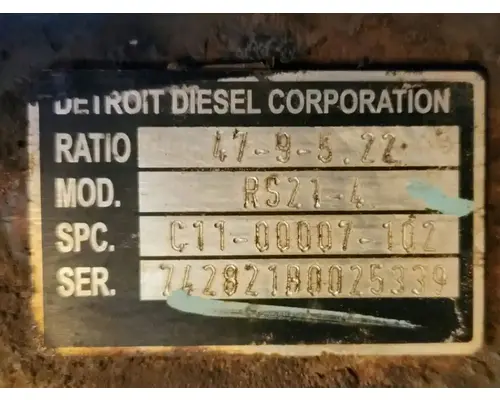 DETROIT DIESEL CORPORATION
RATIO 47-9-5.22
MOD. RS21-4
SPC. C11-00007-102
SER. 742821B0025339